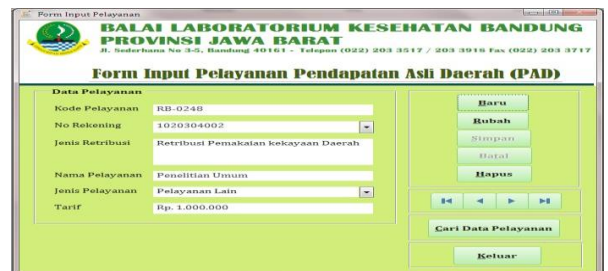 Form Input Pelayanan
BALAI LABORATORIUM KESEHATAN BANDUNG
PROVINSI JAWA BARAT
Jl. Sederhana No 3-5, Bandung 40161 - Telepon (022) 203 3517 / 203 3918 Fax (022) 203 3717
Form Input Pelayanan Pendapatan Asli Daerah (PAD)
Data Pelayanan
Kode Pelayanan RB-0248
No Rekening 1020304002
Jenis Retribusi Retribusi Pemakaian kekayaan Daerah
Nama Pelayanan Penelitian Umum
Jenis Pelayanan Pelayanan Lain
Tarif Rp. 1.000.000
Baru
Rubah
Simpan
Batal
Hapus
Cari Data Pelayanan
Keluar